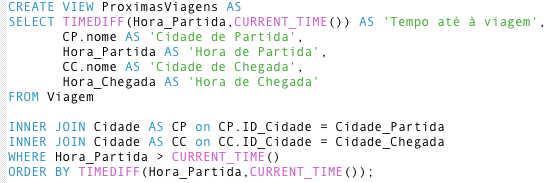 CREATE VIEW ProximasViagens AS
SELECT TIMEDIFF(Hora_Partida,CURRENT_TIME()) AS 'Tempo até à viagem',
CP.nome AS 'Cidade de Partida',
Hora_Partida AS 'Hora de Partida',
CC.nome AS 'Cidade de Chegada',
Hora_Chegada AS 'Hora de Chegada'
FROM Viagem
INNER JOIN Cidade AS CP on CP.ID_Cidade = Cidade_Partida
INNER JOIN Cidade AS CC on CC.ID_Cidade = Cidade_Chegada
WHERE Hora_Partida > CURRENT_TIME()
ORDER BY TIMEDIFF(Hora_Partida,CURRENT_TIME());